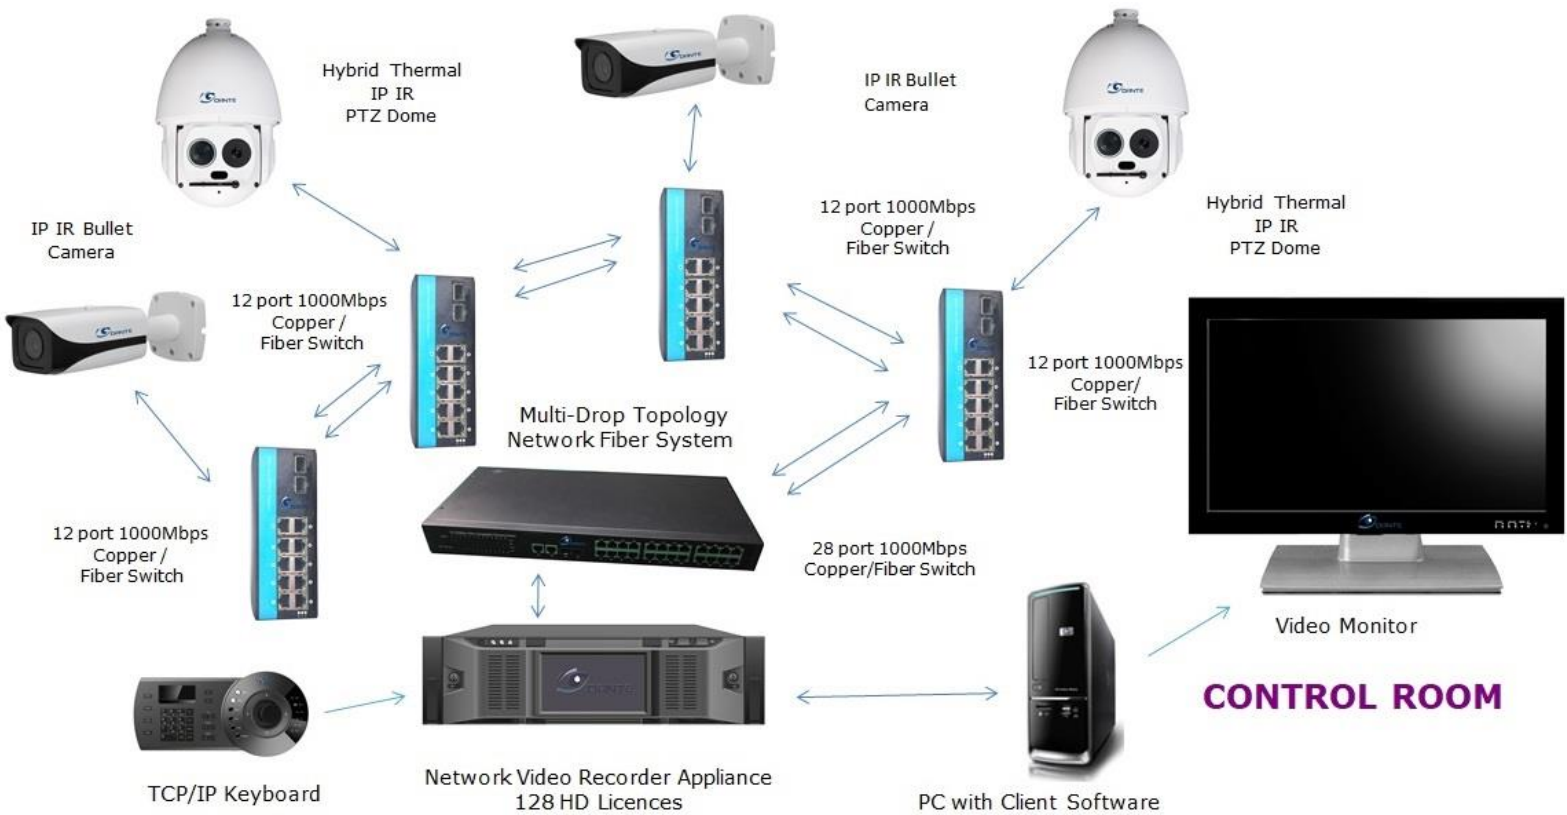 Hybrid Thermal
IP IR
PTZ Dome
IP IR Bullet
Camera
IP IR Bullet
Camera
12 port 1000Mbps
Copper /
Fiber Switch
Hybrid Thermal
IP IR
PTZ Dome
12 port 1000Mbps
Copper /
Fiber Switch
12 port 1000Mbps
Copper/
Fiber Switch
Multi-Drop Topology
Network Fiber System
12 port 1000Mbps
Copper /
Fiber Switch
28 port 1000Mbps
Copper/Fiber Switch
Video Monitor
CONTROL ROOM
TCP/IP Keyboard
Network Video Recorder Appliance
128 HD Licences
PC with Client Software